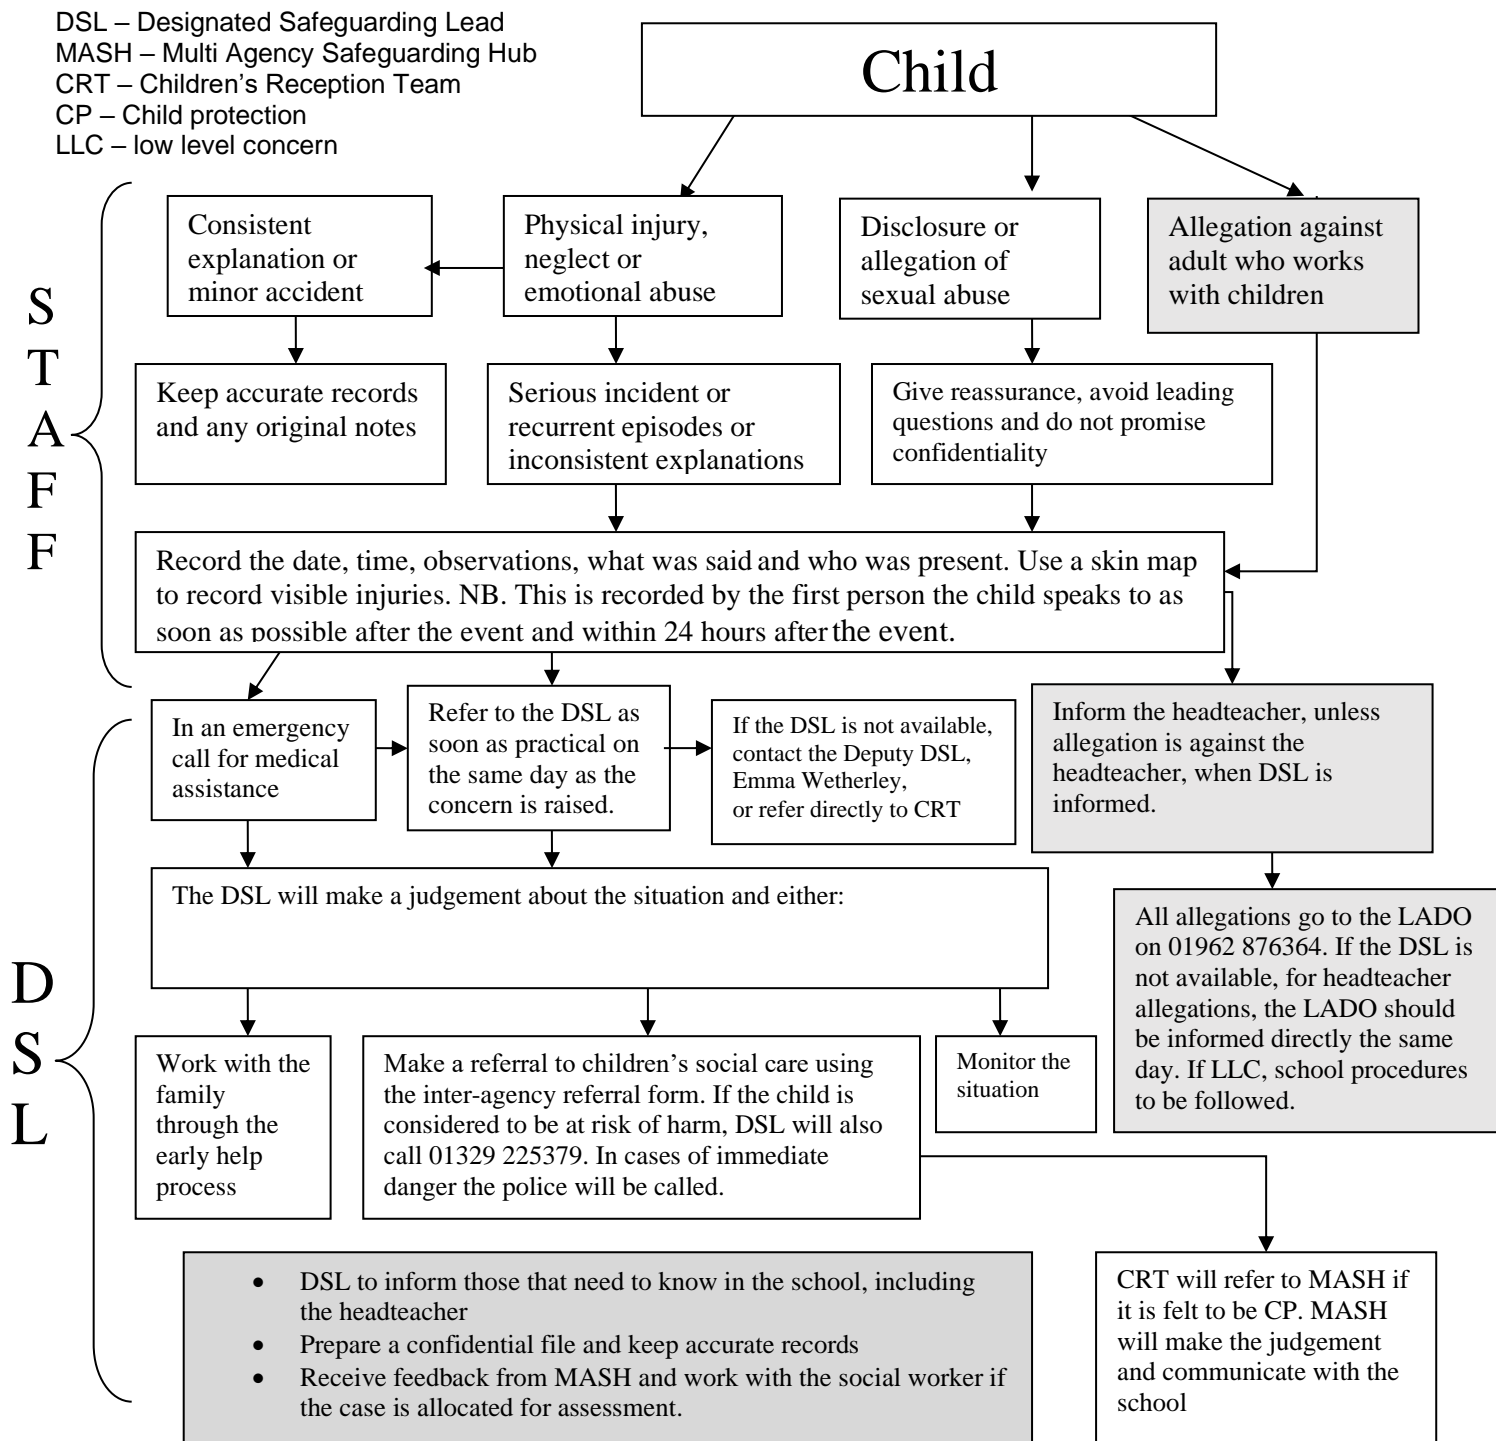 DSL – Designated Safeguarding Lead
MASH – Multi Agency Safeguarding Hub
CRT – Children's Reception Team
CP – Child protection
LLC – low level concern
Child
S
T
A
F
F
Consistent
explanation or
minor accident
Physical injury,
neglect or
emotional abuse
Disclosure or
allegation of
sexual abuse
Allegation against
adult who works
with children
Keep accurate records
and any original notes
Serious incident or
recurrent episodes or
inconsistent explanations
Give reassurance, avoid leading
questions and do not promise
confidentiality
Record the date, time, observations, what was said and who was present. Use a skin map
to record visible injuries. NB. This is recorded by the first person the child speaks to as
soon as possible after the event and within 24 hours after the event.
In an emergency
call for medical
assistance
Refer to the DSL as
soon as practical on
the same day as the
concern is raised.
If the DSL is not available,
contact the Deputy DSL,
Emma Wetherley,
or refer directly to CRT
Inform the headteacher, unless
allegation is against the
headteacher, when DSL is
informed.
D
S
L
The DSL will make a judgement about the situation and either:
All allegations go to the LADO
on 01962 876364. If the DSL is
not available, for headteacher
allegations, the LADO should
be informed directly the same
day. If LLC, school procedures
to be followed.
Work with the
family
through the
early help
process
Make a referral to children's social care using
the inter-agency referral form. If the child is
considered to be at risk of harm, DSL will also
call 01329 225379. In cases of immediate
danger the police will be called.
Monitor the
situation
• DSL to inform those that need to know in the school, including
the headteacher
• Prepare a confidential file and keep accurate records
• Receive feedback from MASH and work with the social worker if
the case is allocated for assessment.
CRT will refer to MASH if
it is felt to be CP. MASH
will make the judgement
and communicate with the
school